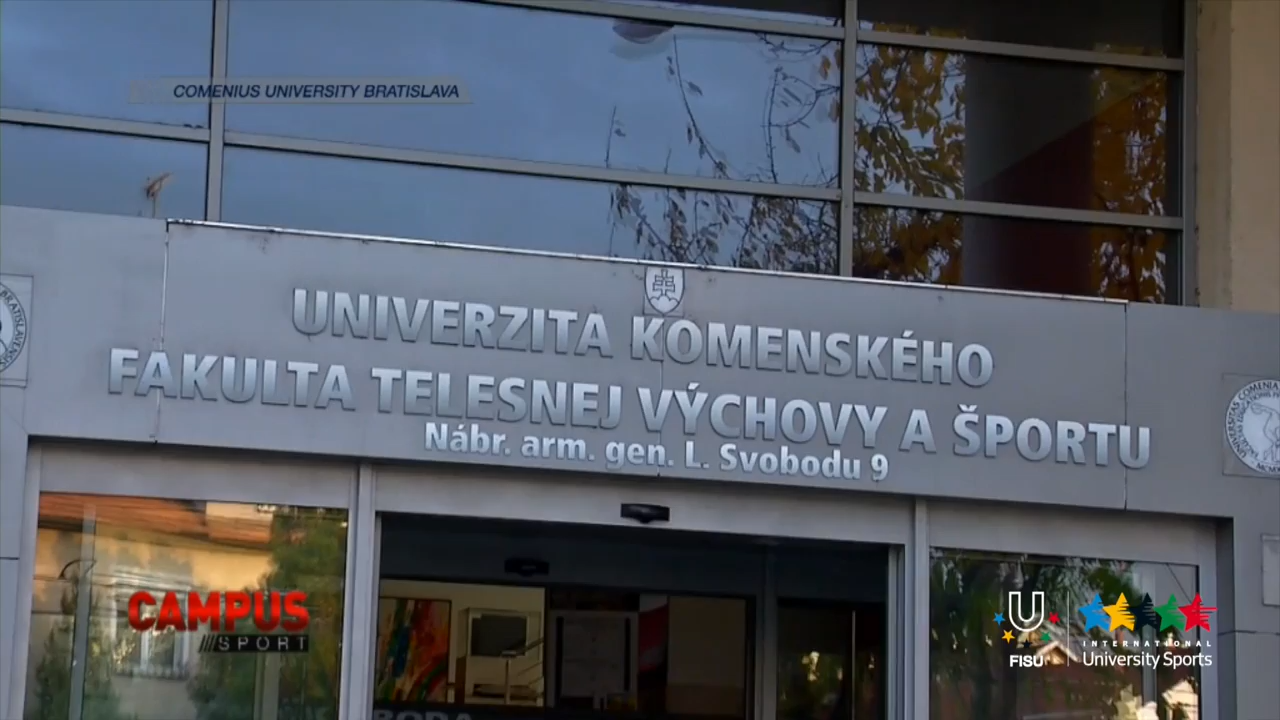 COMENIUS UNIVERSITY BRATISLAVA
UNIVERZITA KOMENSKÉHO
FAKULTA TELESNEJ VÝCHOVY A ŠPORTU
Nábr. arm. gen. L. Svobodu 9
CAMPUS
SPORT
U
FISU
INTERNATIONAL
University Sports